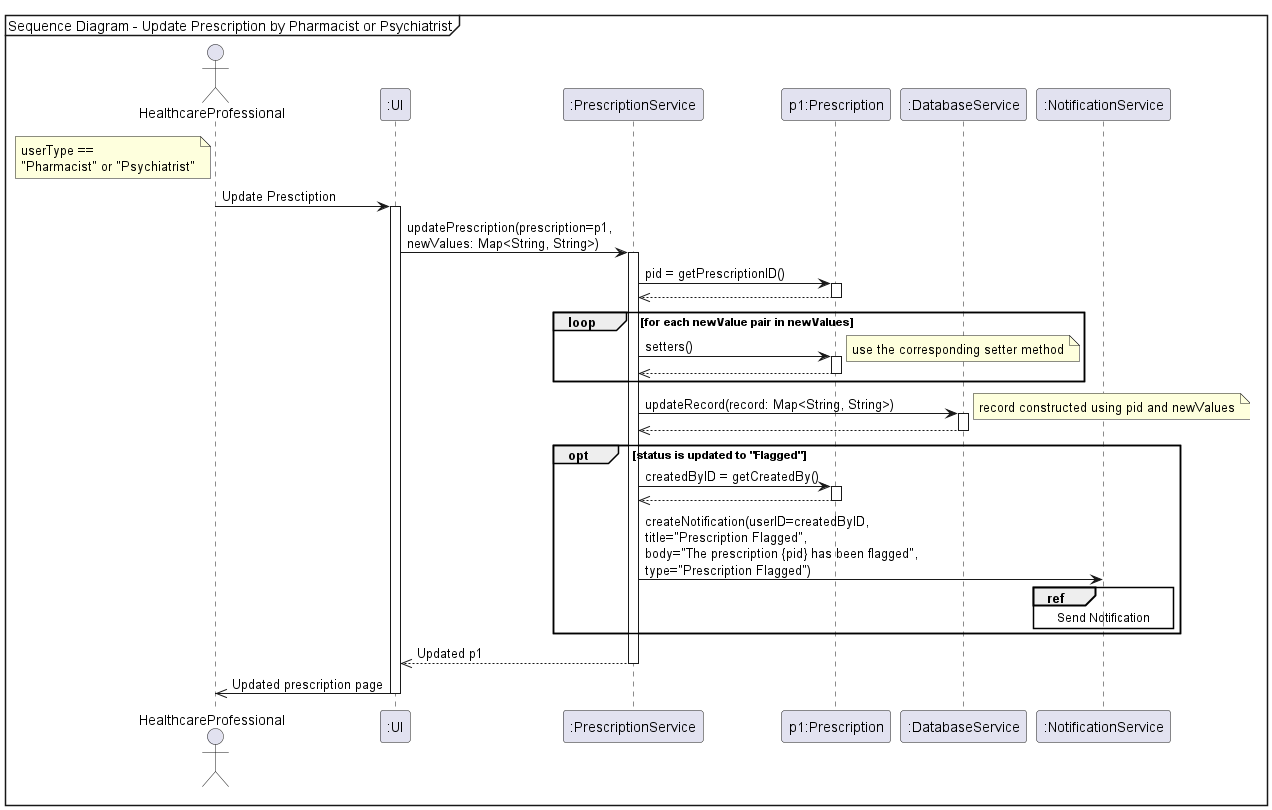 Sequence Diagram - Update Prescription by Pharmacist or Psychiatrist
HealthcareProfessional
:UI
:PrescriptionService
p1:Prescription
:DatabaseService
:NotificationService
userType ==
"Pharmacist" or "Psychiatrist"
Update Presctiption
updatePrescription(prescription=p1,
newValues: Map<String, String>)
pid = getPrescriptionID()
loop
[for each newValue pair in newValues]
setters()
use the corresponding setter method
updateRecord(record: Map<String, String>)
record constructed using pid and newValues
opt
[status is updated to "Flagged"]
createdByID = getCreatedBy()
createNotification(userID=createdByID,
title="Prescription Flagged",
body="The prescription {pid} has been flagged",
type="Prescription Flagged")
ref
Send Notification
Updated p1
Updated prescription page
HealthcareProfessional
:UI
:PrescriptionService
p1:Prescription
:DatabaseService
:NotificationService